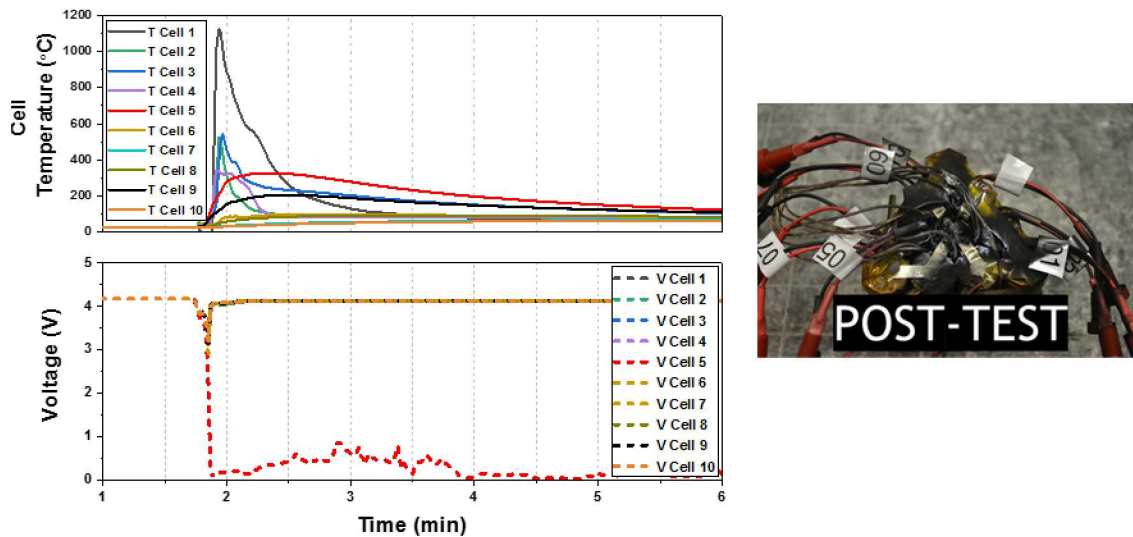 1200
1000
800
600
400
200
0
Cell
Temperature (°C)
T Cell 1
T Cell 2
T Cell 3
T Cell 4
T Cell 5
T Cell 6
T Cell 7
T Cell 8
T Cell 9
T Cell 10
5
4
3
2
1
0
Voltage (V)
V Cell 1
V Cell 2
V Cell 3
V Cell 4
V Cell 5
V Cell 6
V Cell 7
V Cell 8
V Cell 9
V Cell 10
1 2 3 4 5 6
Time (min)
09
07
05
01
POST-TEST